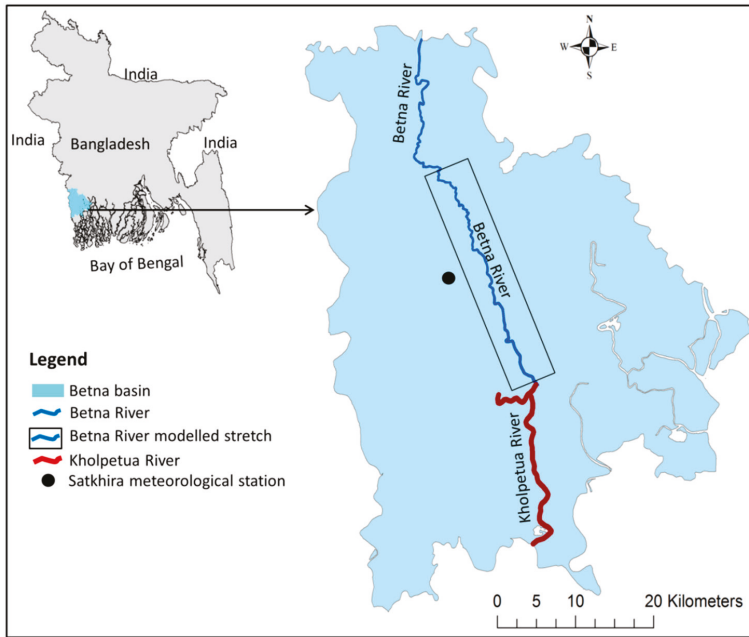 India
India
India
Bangladesh
Bay of Bengal
N
W
E
S
Betna River
Betna River
Kholpetua River
Legend
Betna basin
Betna River
Betna River modelled stretch
Kholpetua River
Satkhira meteorological station
0 5 10 20 Kilometers